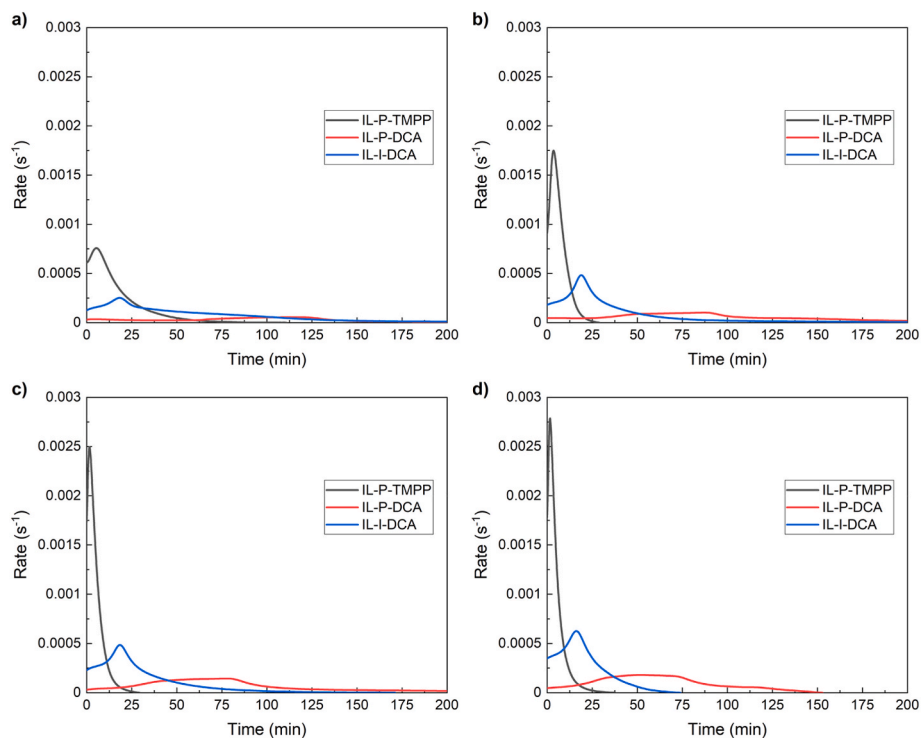 a)
0.003
0.0025
0.002
0.0015
0.001
0.0005
0
Rate (s⁻¹)
IL-P-TMPP
IL-P-DCA
IL-I-DCA
0 25 50 75 100 125 150 175 200
Time (min)
b)
0.003
0.0025
0.002
0.0015
0.001
0.0005
0
Rate (s⁻¹)
IL-P-TMPP
IL-P-DCA
IL-I-DCA
0 25 50 75 100 125 150 175 200
Time (min)
c)
0.003
0.0025
0.002
0.0015
0.001
0.0005
0
Rate (s⁻¹)
IL-P-TMPP
IL-P-DCA
IL-I-DCA
0 25 50 75 100 125 150 175 200
Time (min)
d)
0.003
0.0025
0.002
0.0015
0.001
0.0005
0
Rate (s⁻¹)
IL-P-TMPP
IL-P-DCA
IL-I-DCA
0 25 50 75 100 125 150 175 200
Time (min)